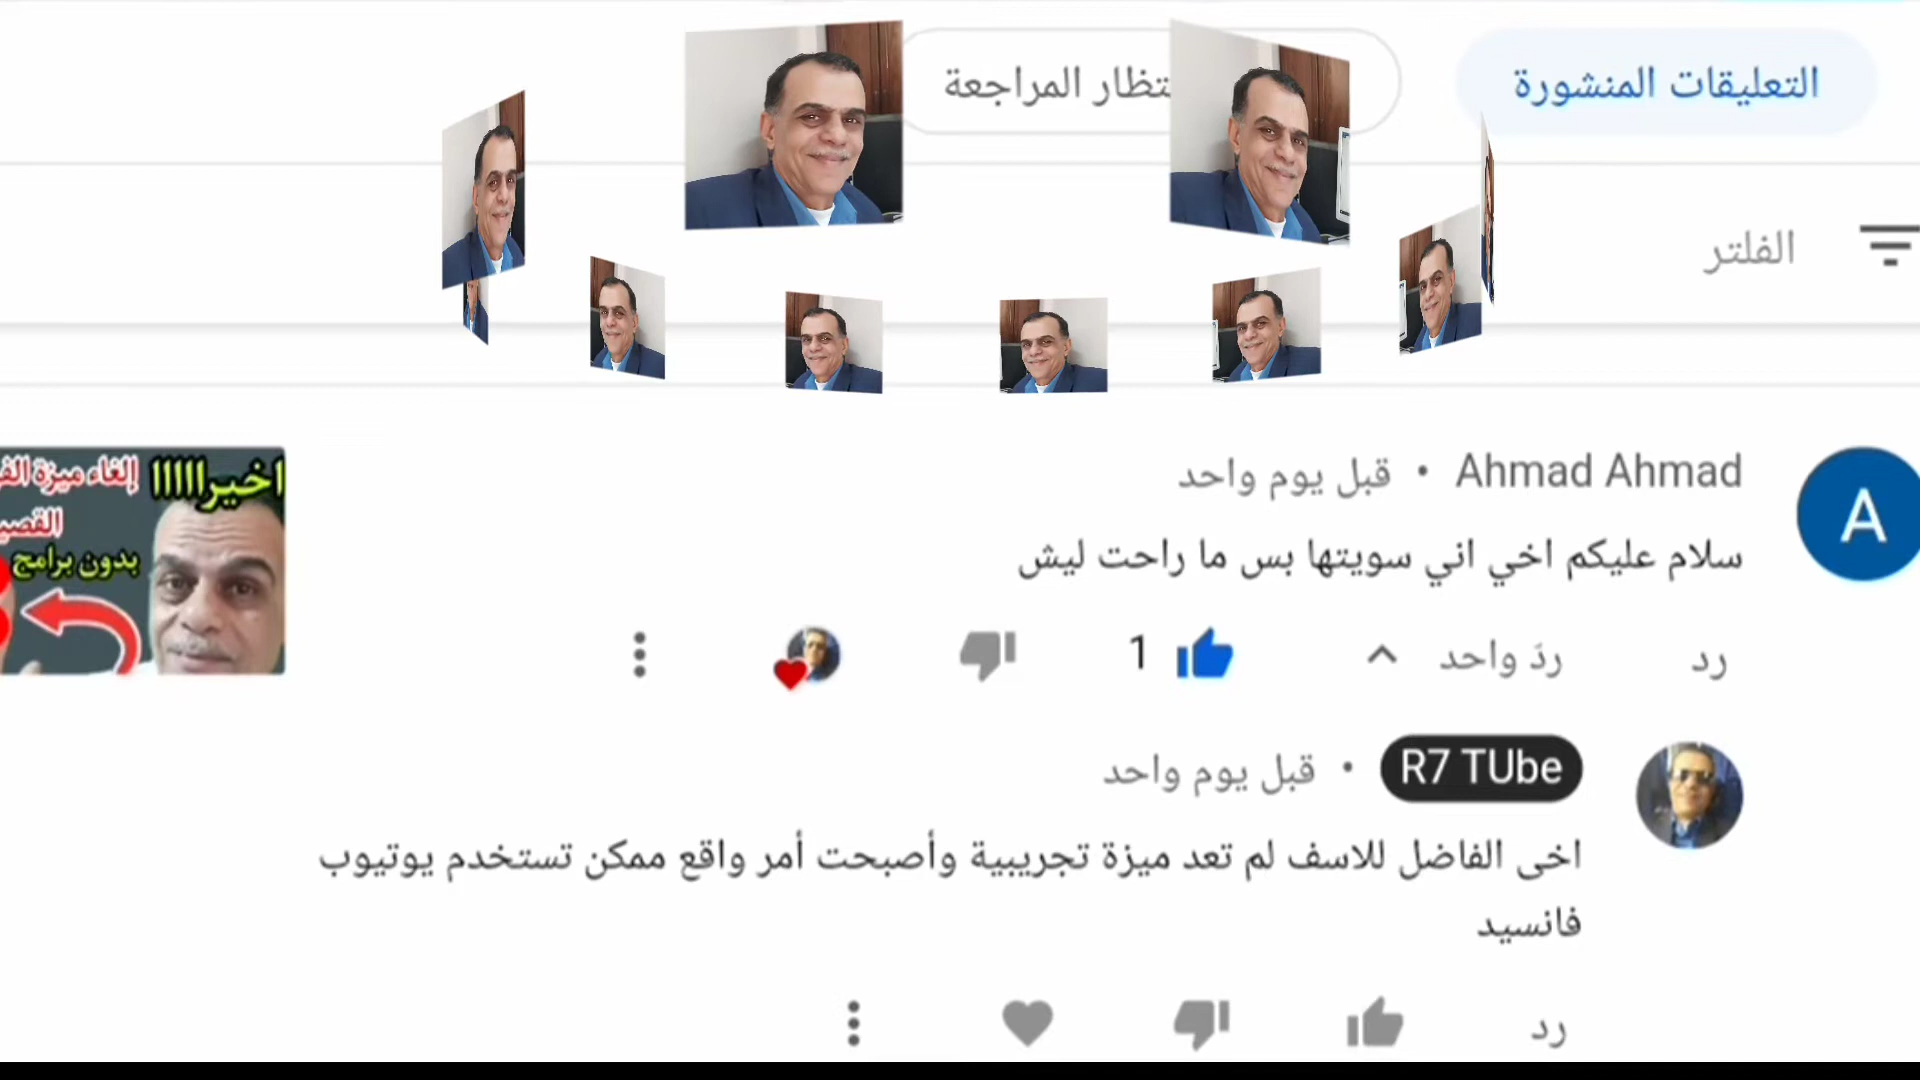 التعليقات المنشورة
نتظار المراجعة
الفلتر
اخيرااااا
إلغاء ميزة
بدون برامج
Ahmad Ahmad • قبل يوم واحد
A
سلام عليكم اخي اني سويتها بس ما راحت ليش
رد
ردّ واحد
1
R7 TUbe • قبل يوم واحد
اخى الفاضل للاسف لم تعد ميزة تجريبية وأصبحت أمر واقع ممكن تستخدم يوتيوب
فانسيد
رد